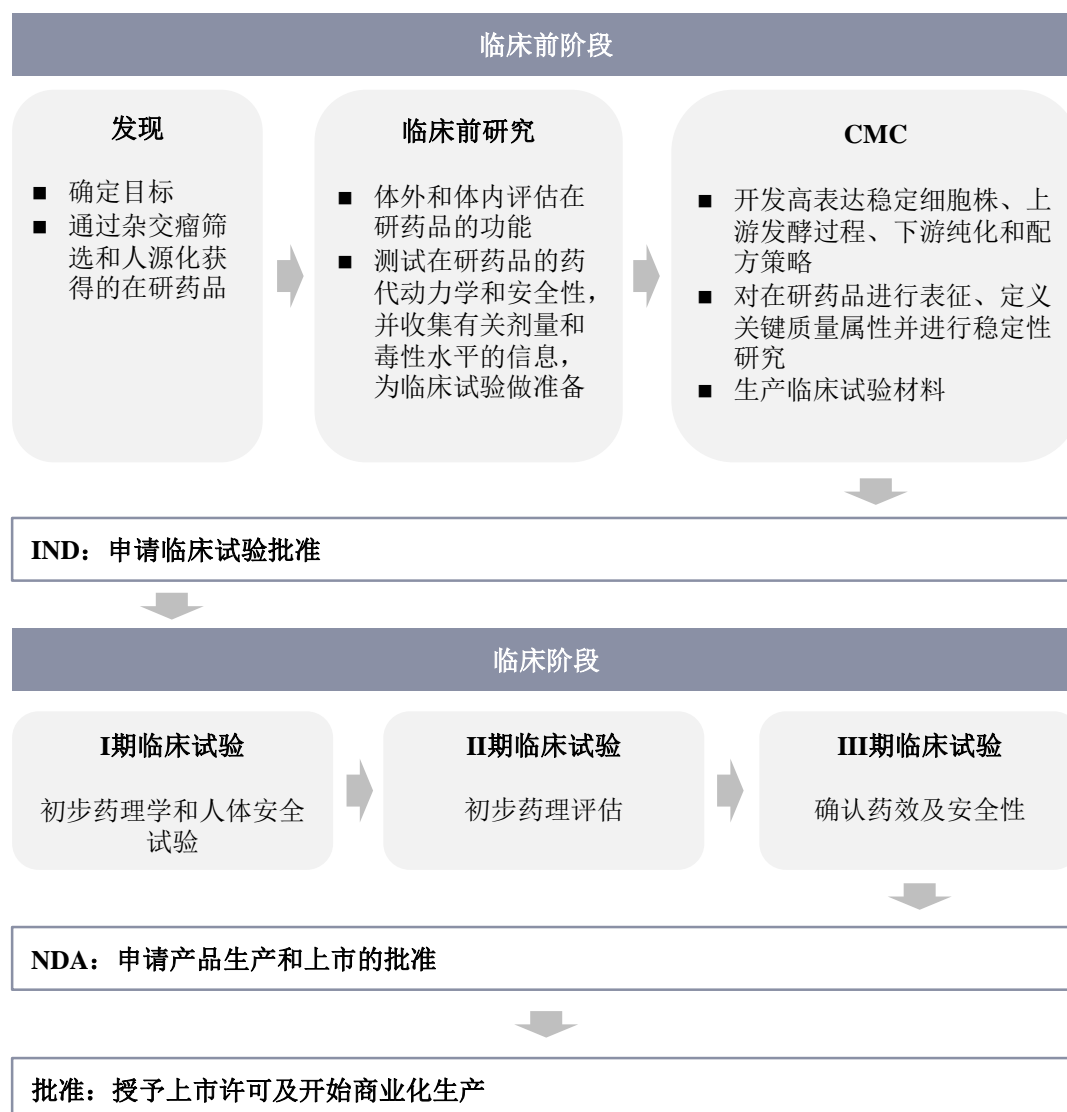 临床前阶段
发现
■ 确定目标
■ 通过杂交瘤筛
选和人源化获
得的在研药品
临床前研究
■ 体外和体内评估在
研药品的功能
■ 测试在研药品的药
代动力学和安全性，
并收集有关剂量和
毒性水平的信息，
为临床试验做准备
CMC
■ 开发高表达稳定细胞株、上
游发酵过程、下游纯化和配
方策略
■ 对在研药品进行表征、定义
关键质量属性并进行稳定性
研究
■ 生产临床试验材料
IND：申请临床试验批准
临床阶段
I期临床试验
初步药理学和人体安全
试验
II期临床试验
初步药理评估
III期临床试验
确认药效及安全性
NDA：申请产品生产和上市的批准
批准：授予上市许可及开始商业化生产